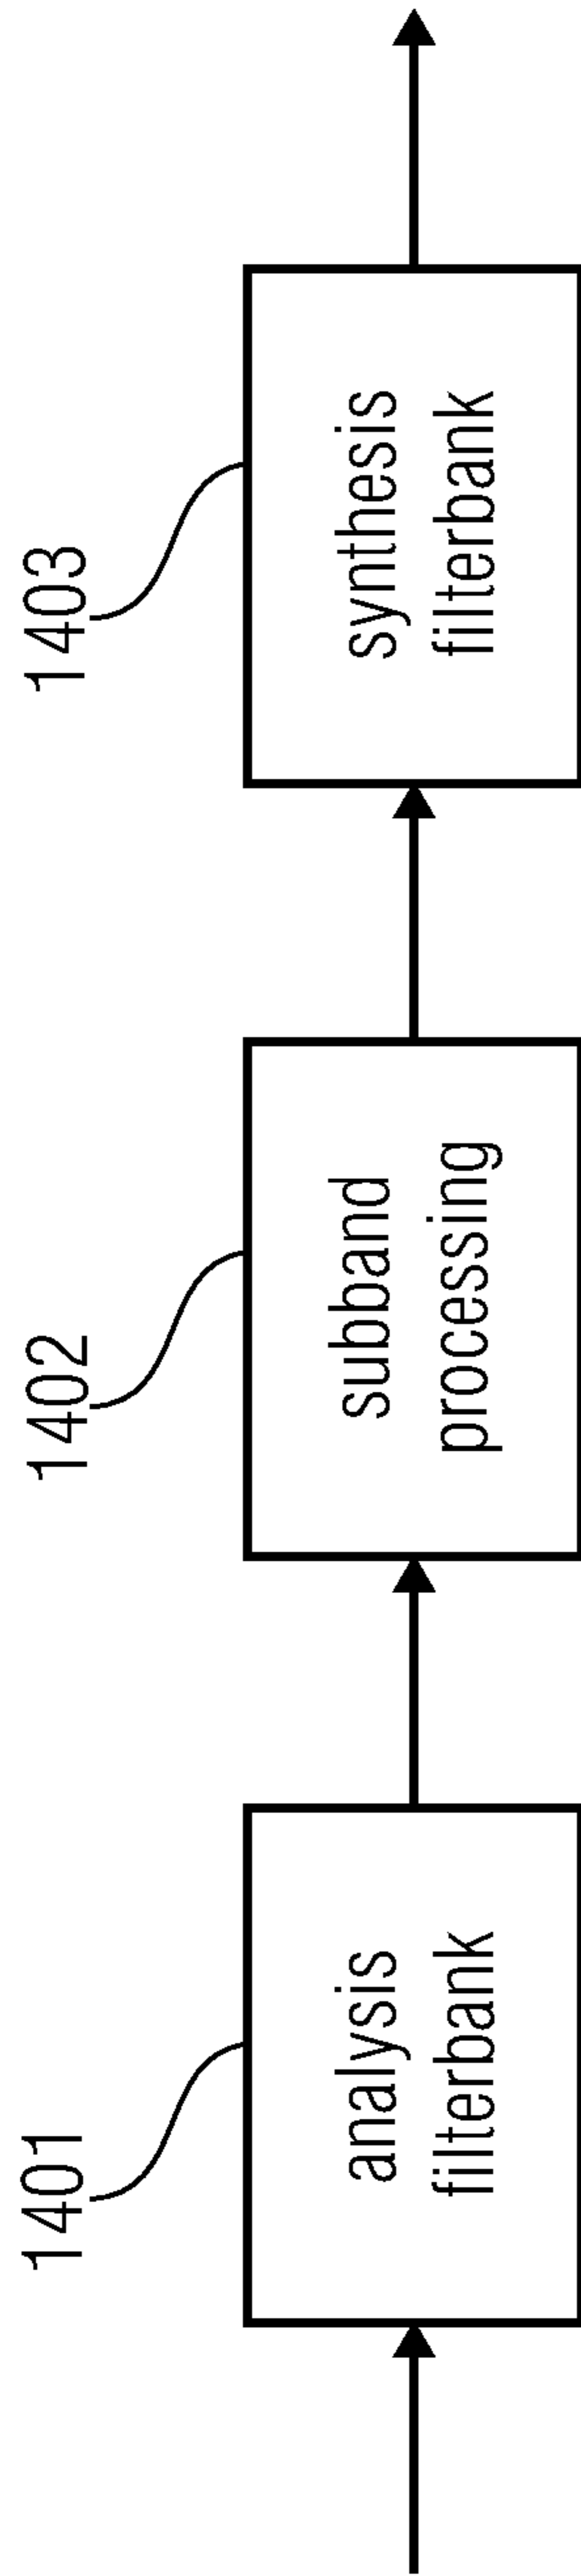 1401
analysis
filterbank
1402
subband
processing
1403
synthesis
filterbank